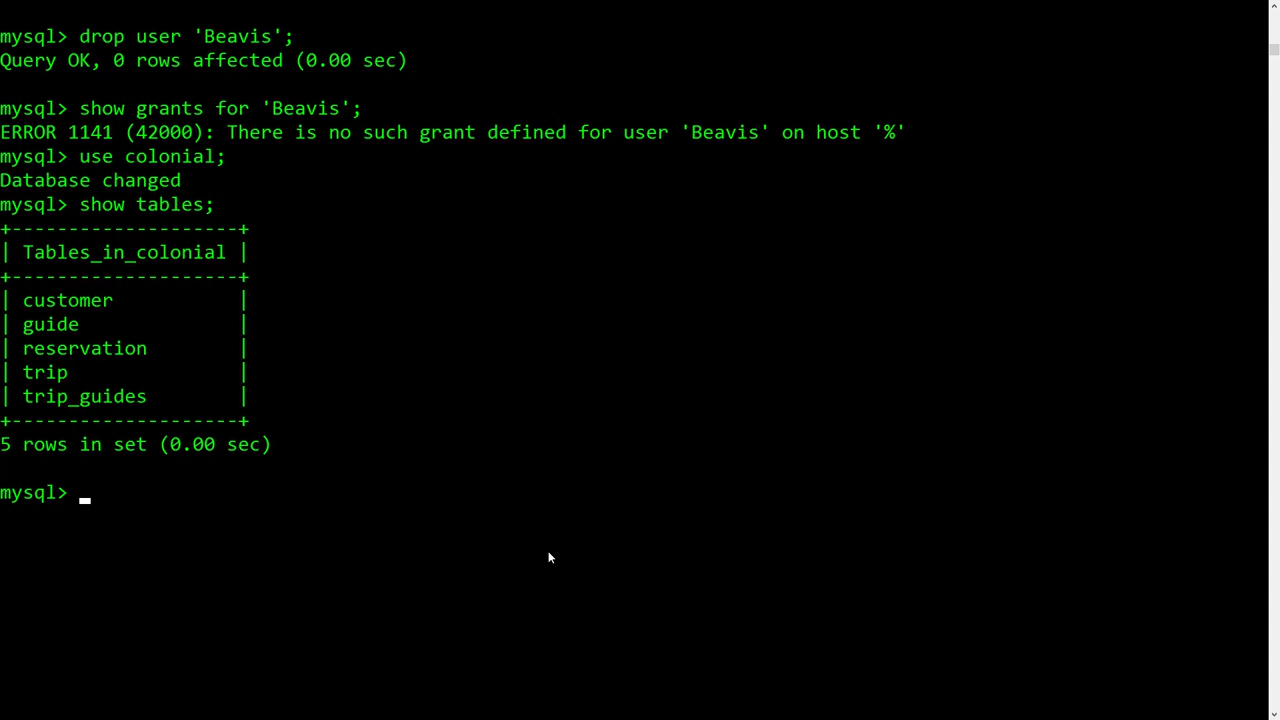 mysql> drop user 'Beavis';
Query OK, 0 rows affected (0.00 sec)
mysql> show grants for 'Beavis';
ERROR 1141 (42000): There is no such grant defined for user 'Beavis' on host '%'
mysql> use colonial;
Database changed
mysql> show tables;
+--------------------+
| Tables_in_colonial |
+--------------------+
| customer           |
| guide              |
| reservation        |
| trip               |
| trip_guides        |
+--------------------+
5 rows in set (0.00 sec)
mysql>